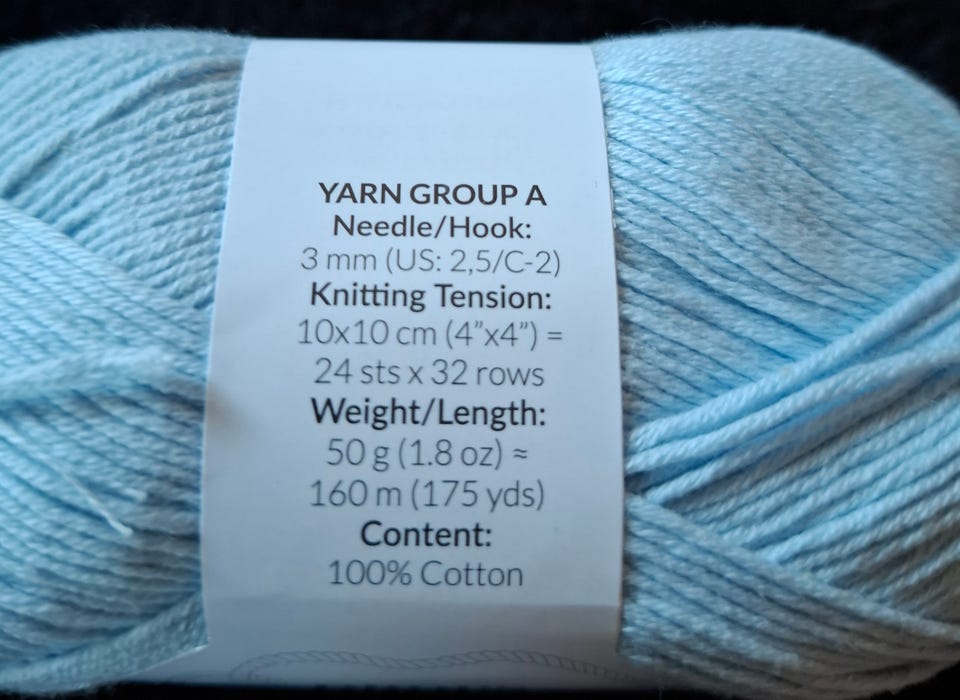 YARN GROUP A
Needle/Hook:
3 mm (US: 2,5/C-2)
Knitting Tension:
10x10 cm (4”x4”) =
24 sts x 32 rows
Weight/Length:
50 g (1.8 oz) ≈
160 m (175 yds)
Content:
100% Cotton